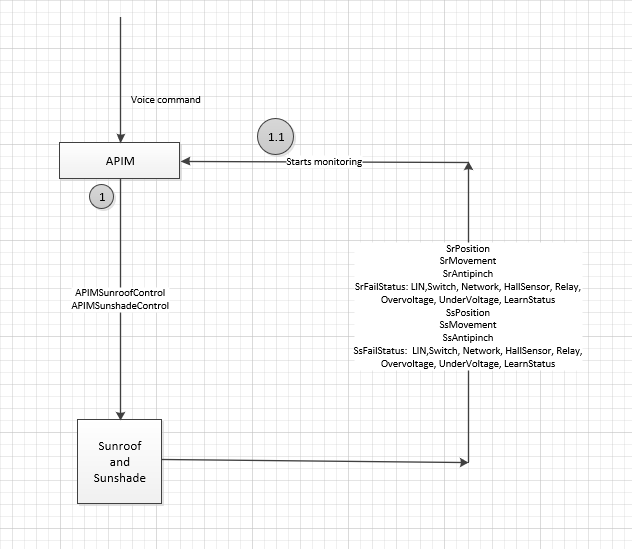 Voice command
1.1
APIM
Starts monitoring
1
SrPosition
SrMovement
SrAntipinch
SrFailStatus: LIN,Switch, Network, HallSensor, Relay,
Overvoltage, UnderVoltage, LearnStatus
SsPosition
SsMovement
SsAntipinch
SsFailStatus:  LIN,Switch, Network, HallSensor, Relay,
Overvoltage, UnderVoltage, LearnStatus
APIMSunroofControl
APIMSunshadeControl
Sunroof
and
Sunshade